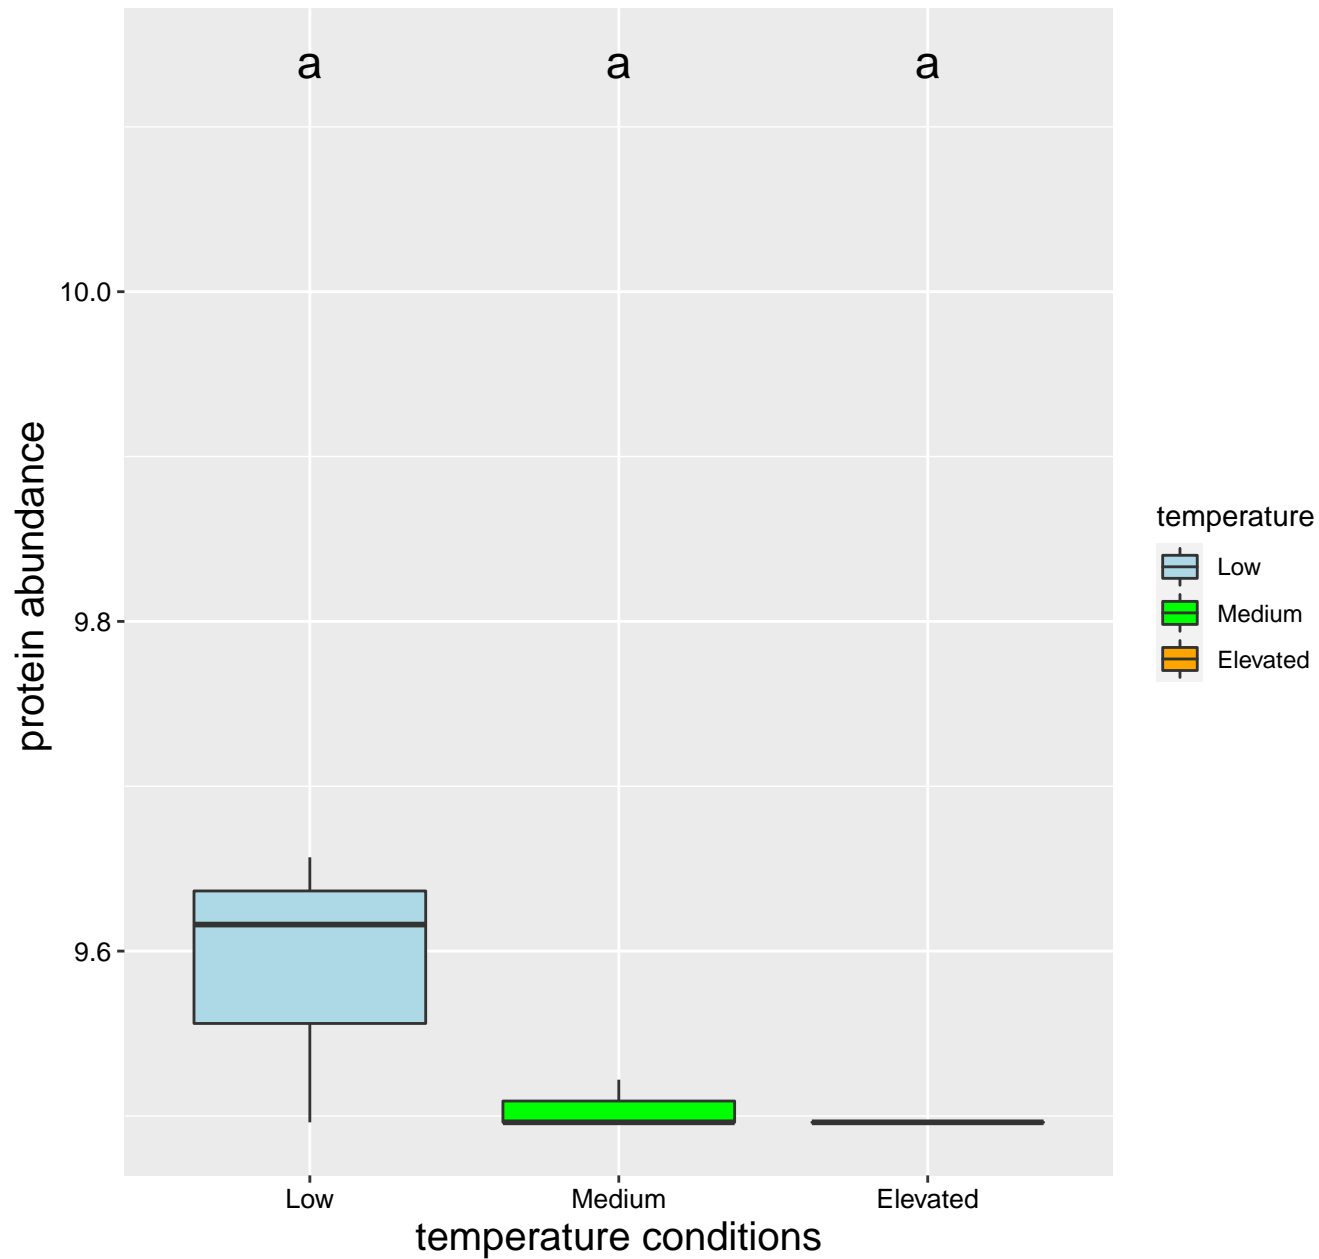 a a a
10.0
9.8
9.6
protein abundance
Low Medium Elevated
temperature conditions
temperature
Low
Medium
Elevated